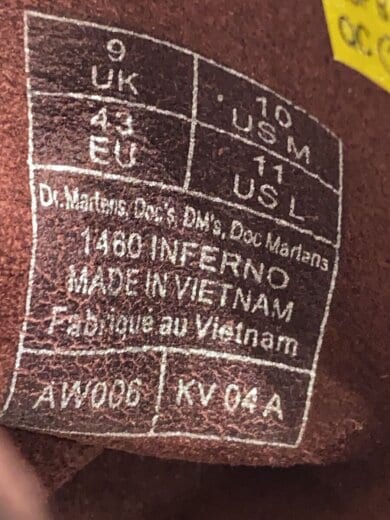 9 UK
10 US M
43 EU
11 US L
Dr.Martens, Doc's, DM's, Doc Martens
1460 INFERNO
MADE IN VIETNAM
Fabriqué au Vietnam
AW006
KV 04 A
QC